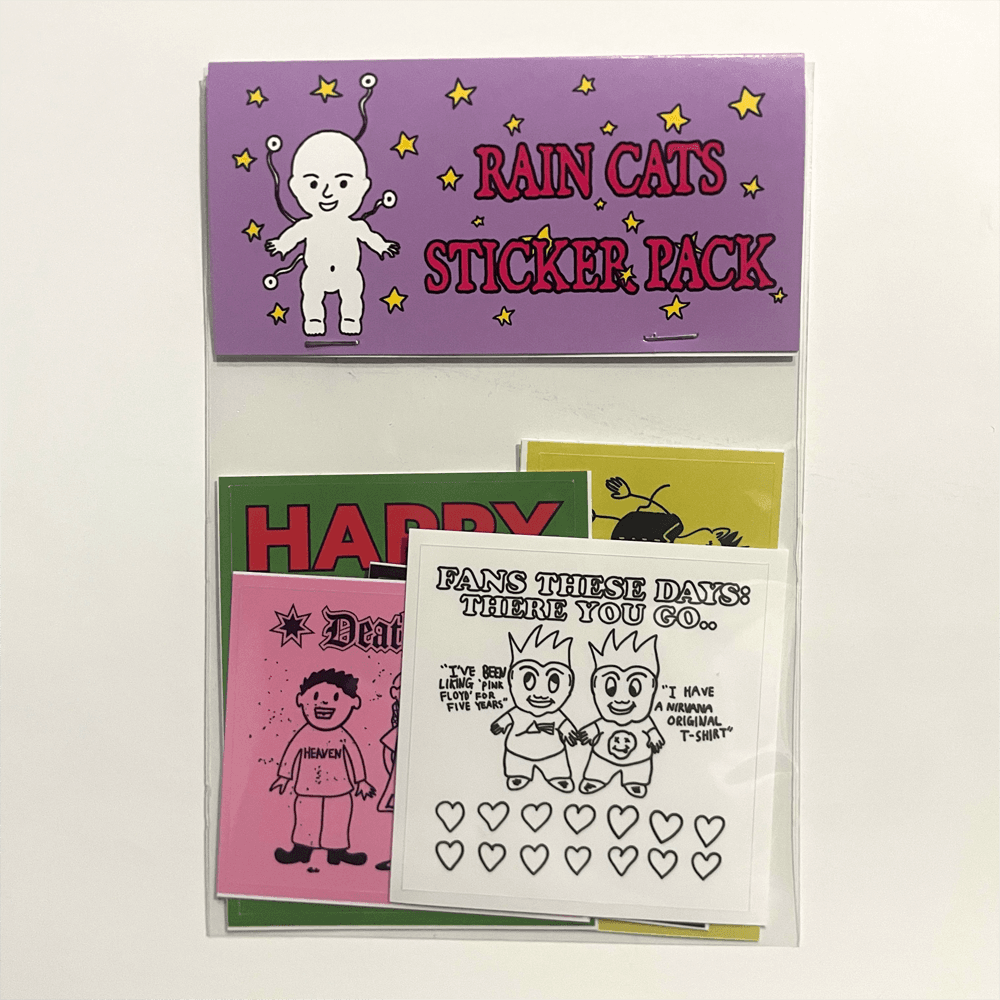 RAIN CATS
STICKER PACK
HAPPY
FANS THESE DAYS:
THERE YOU GO..
"I'VE BEEN
LIKING 'PINK
FLOYD' FOR
FIVE YEARS"
"I HAVE
A NIRVANA
ORIGINAL
T-SHIRT"
HEAVEN